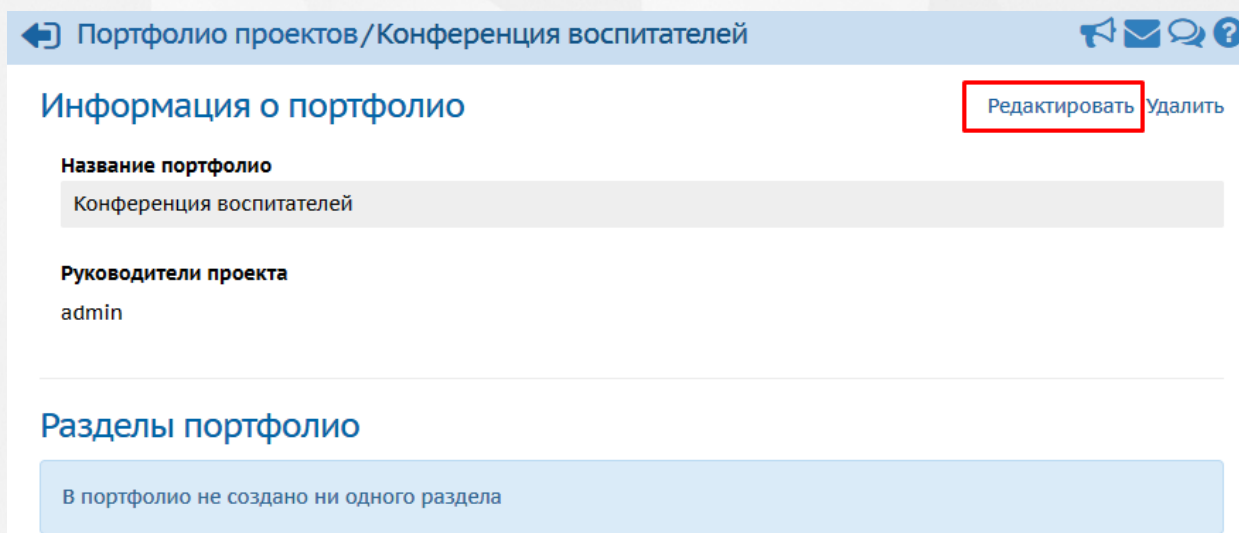 Портфолио проектов/Конференция воспитателей
Информация о портфолио
Редактировать Удалить
Название портфолио
Конференция воспитателей
Руководители проекта
admin
Разделы портфолио
В портфолио не создано ни одного раздела